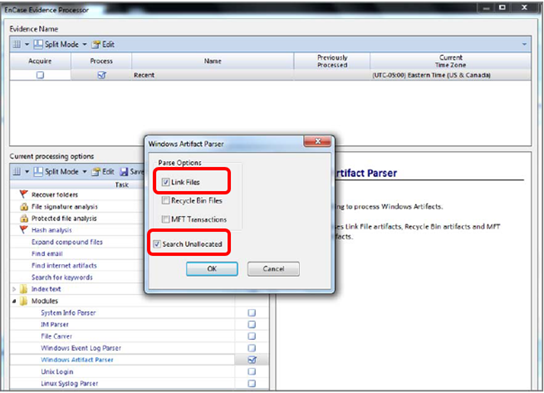 EnCase Evidence Processor
Evidence Name
Split Mode Edit
Acquire Process Name Previously Processed Current Time Zone
Recent (UTC-05:00) Eastern Time (US & Canada)
Current processing options
Split Mode Edit Save
Task
Recover folders
File signature analysis
Protected file analysis
Hash analysis
Expand compound files
Find email
Find internet artifacts
Search for keywords
Index text
Modules
System Info Parser
IM Parser
File Carver
Windows Event Log Parser
Windows Artifact Parser
Unix Login
Linux Syslog Parser
Windows Artifact Parser
Parse Options
Link Files
Recycle Bin Files
MFT Transactions
Search Unallocated
OK Cancel
rtifact Parser
ng to process Windows Artifacts.
es Link File artifacts, Recycle Bin artifacts and MFT
facts.